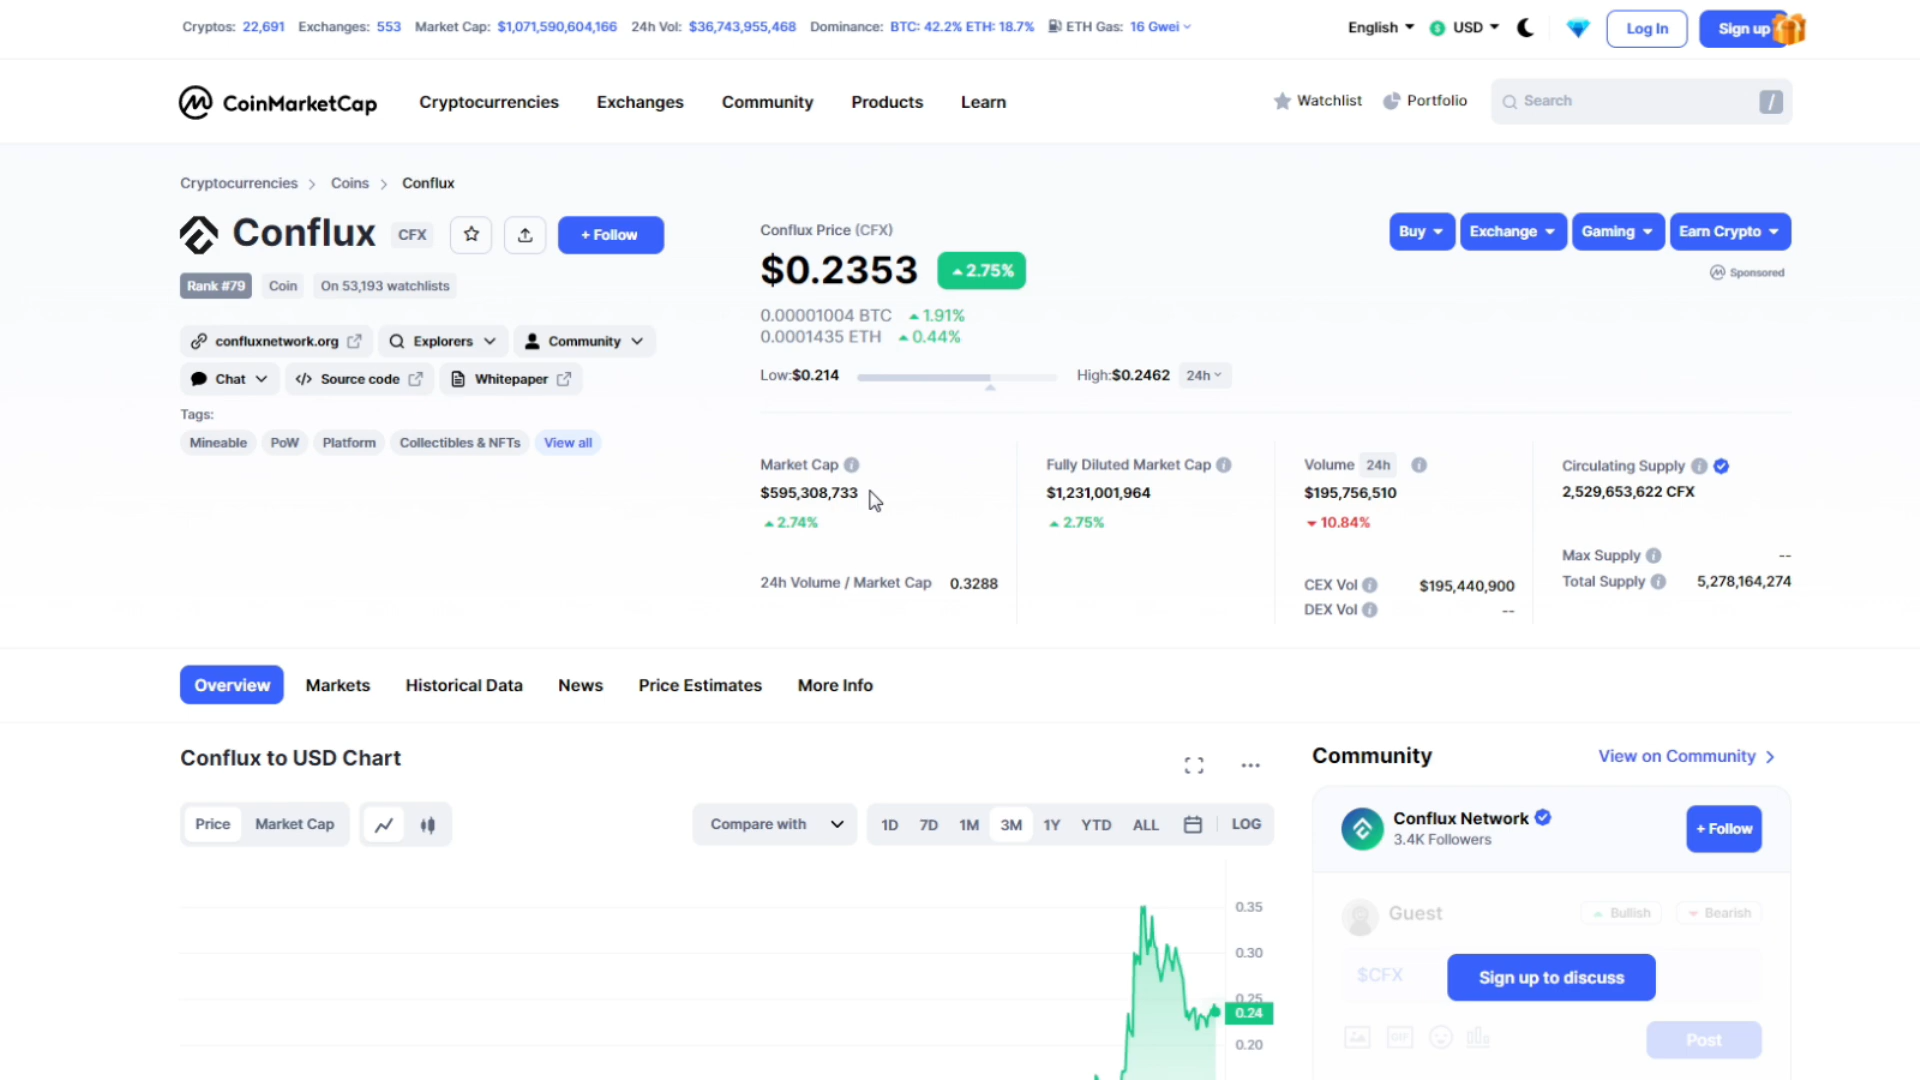 Cryptos: 22,691 Exchanges: 553 Market Cap: $1,071,590,604,166 24h Vol: $36,743,955,468 Dominance: BTC: 42.2% ETH: 18.7% ETH Gas: 16 Gwei
English USD Log In Sign up
CoinMarketCap Cryptocurrencies Exchanges Community Products Learn
Watchlist Portfolio Search /
Cryptocurrencies > Coins > Conflux
Conflux CFX + Follow
Rank #79 Coin On 53,193 watchlists
confluxnetwork.org Explorers Community
Chat Source code Whitepaper
Tags:
Mineable PoW Platform Collectibles & NFTs View all
Conflux Price (CFX)
$0.2353 2.75%
0.00001004 BTC 1.91%
0.0001435 ETH 0.44%
Low:$0.214 High:$0.2462 24h
Buy Exchange Gaming Earn Crypto
Sponsored
Market Cap
$595,308,733
2.74%
24h Volume / Market Cap 0.3288
Fully Diluted Market Cap
$1,231,001,964
2.75%
Volume 24h
$195,756,510
10.84%
CEX Vol $195,440,900
DEX Vol --
Circulating Supply
2,529,653,622 CFX
Max Supply --
Total Supply 5,278,164,274
Overview Markets Historical Data News Price Estimates More Info
Conflux to USD Chart
Price Market Cap
Compare with 1D 7D 1M 3M 1Y YTD ALL LOG
0.35
0.30
0.25
0.24
0.20
Community View on Community >
Conflux Network
3.4K Followers
+ Follow
Guest Bullish Bearish
$CFX
Sign up to discuss
GIF
Post